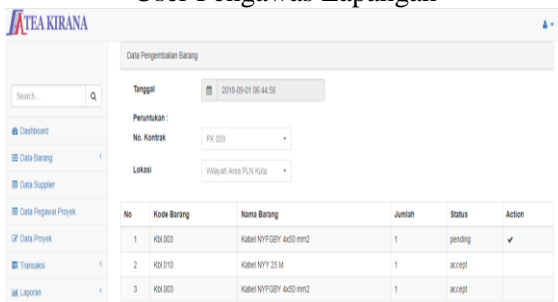 User Pengawas Lapangan
TEA KIRANA
Data Pengembalian Barang
Tanggal 2018-09-01 06:44:58
Search...
Peruntukan :
No. Kontrak PK 009
Dashboard
Lokasi Wilayah Area PLN Kuta
Data Barang
Data Supplier
Data Pegawai Proyek
Data Proyek
Transaksi
Laporan
No Kode Barang Nama Barang Jumlah Status Action
1 Kbl.003 Kabel NYFGBY 4x50 mm2 1 pending ✔
2 Kbl.010 Kabel NYY 25 M 1 accept
3 Kbl.003 Kabel NYFGBY 4x50 mm2 1 accept